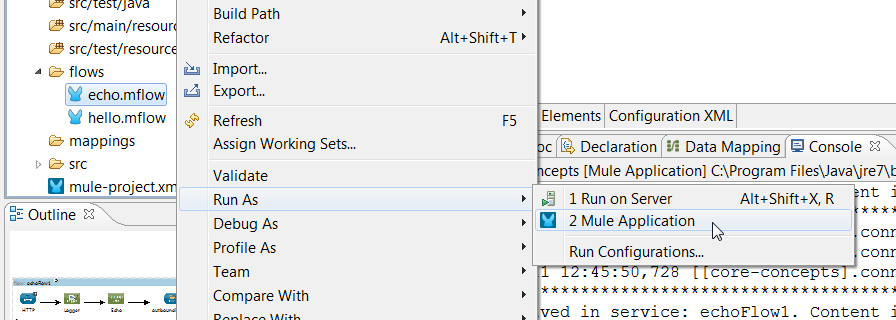 src/test/java
src/main/resour
src/test/resource
flows
echo.mflow
hello.mflow
mappings
src
mule-project.xm
Outline
echoFlow1
HTTP
Logger
Echo
Build Path
Refactor Alt+Shift+T
Import...
Export...
Refresh F5
Assign Working Sets...
Validate
Run As
Debug As
Profile As
Team
Compare With
Replace With
1 Run on Server Alt+Shift+X, R
2 Mule Application
Run Configurations...
Elements Configuration XML
oc Declaration Data Mapping Console
ncepts [Mule Application] C:\Program Files\Java\jre7\b
ntent i
********
.conn
********
.conn
1 12:45:50,728 [[core-concepts].conn
******************************
ved in service: echoFlow1. Content i